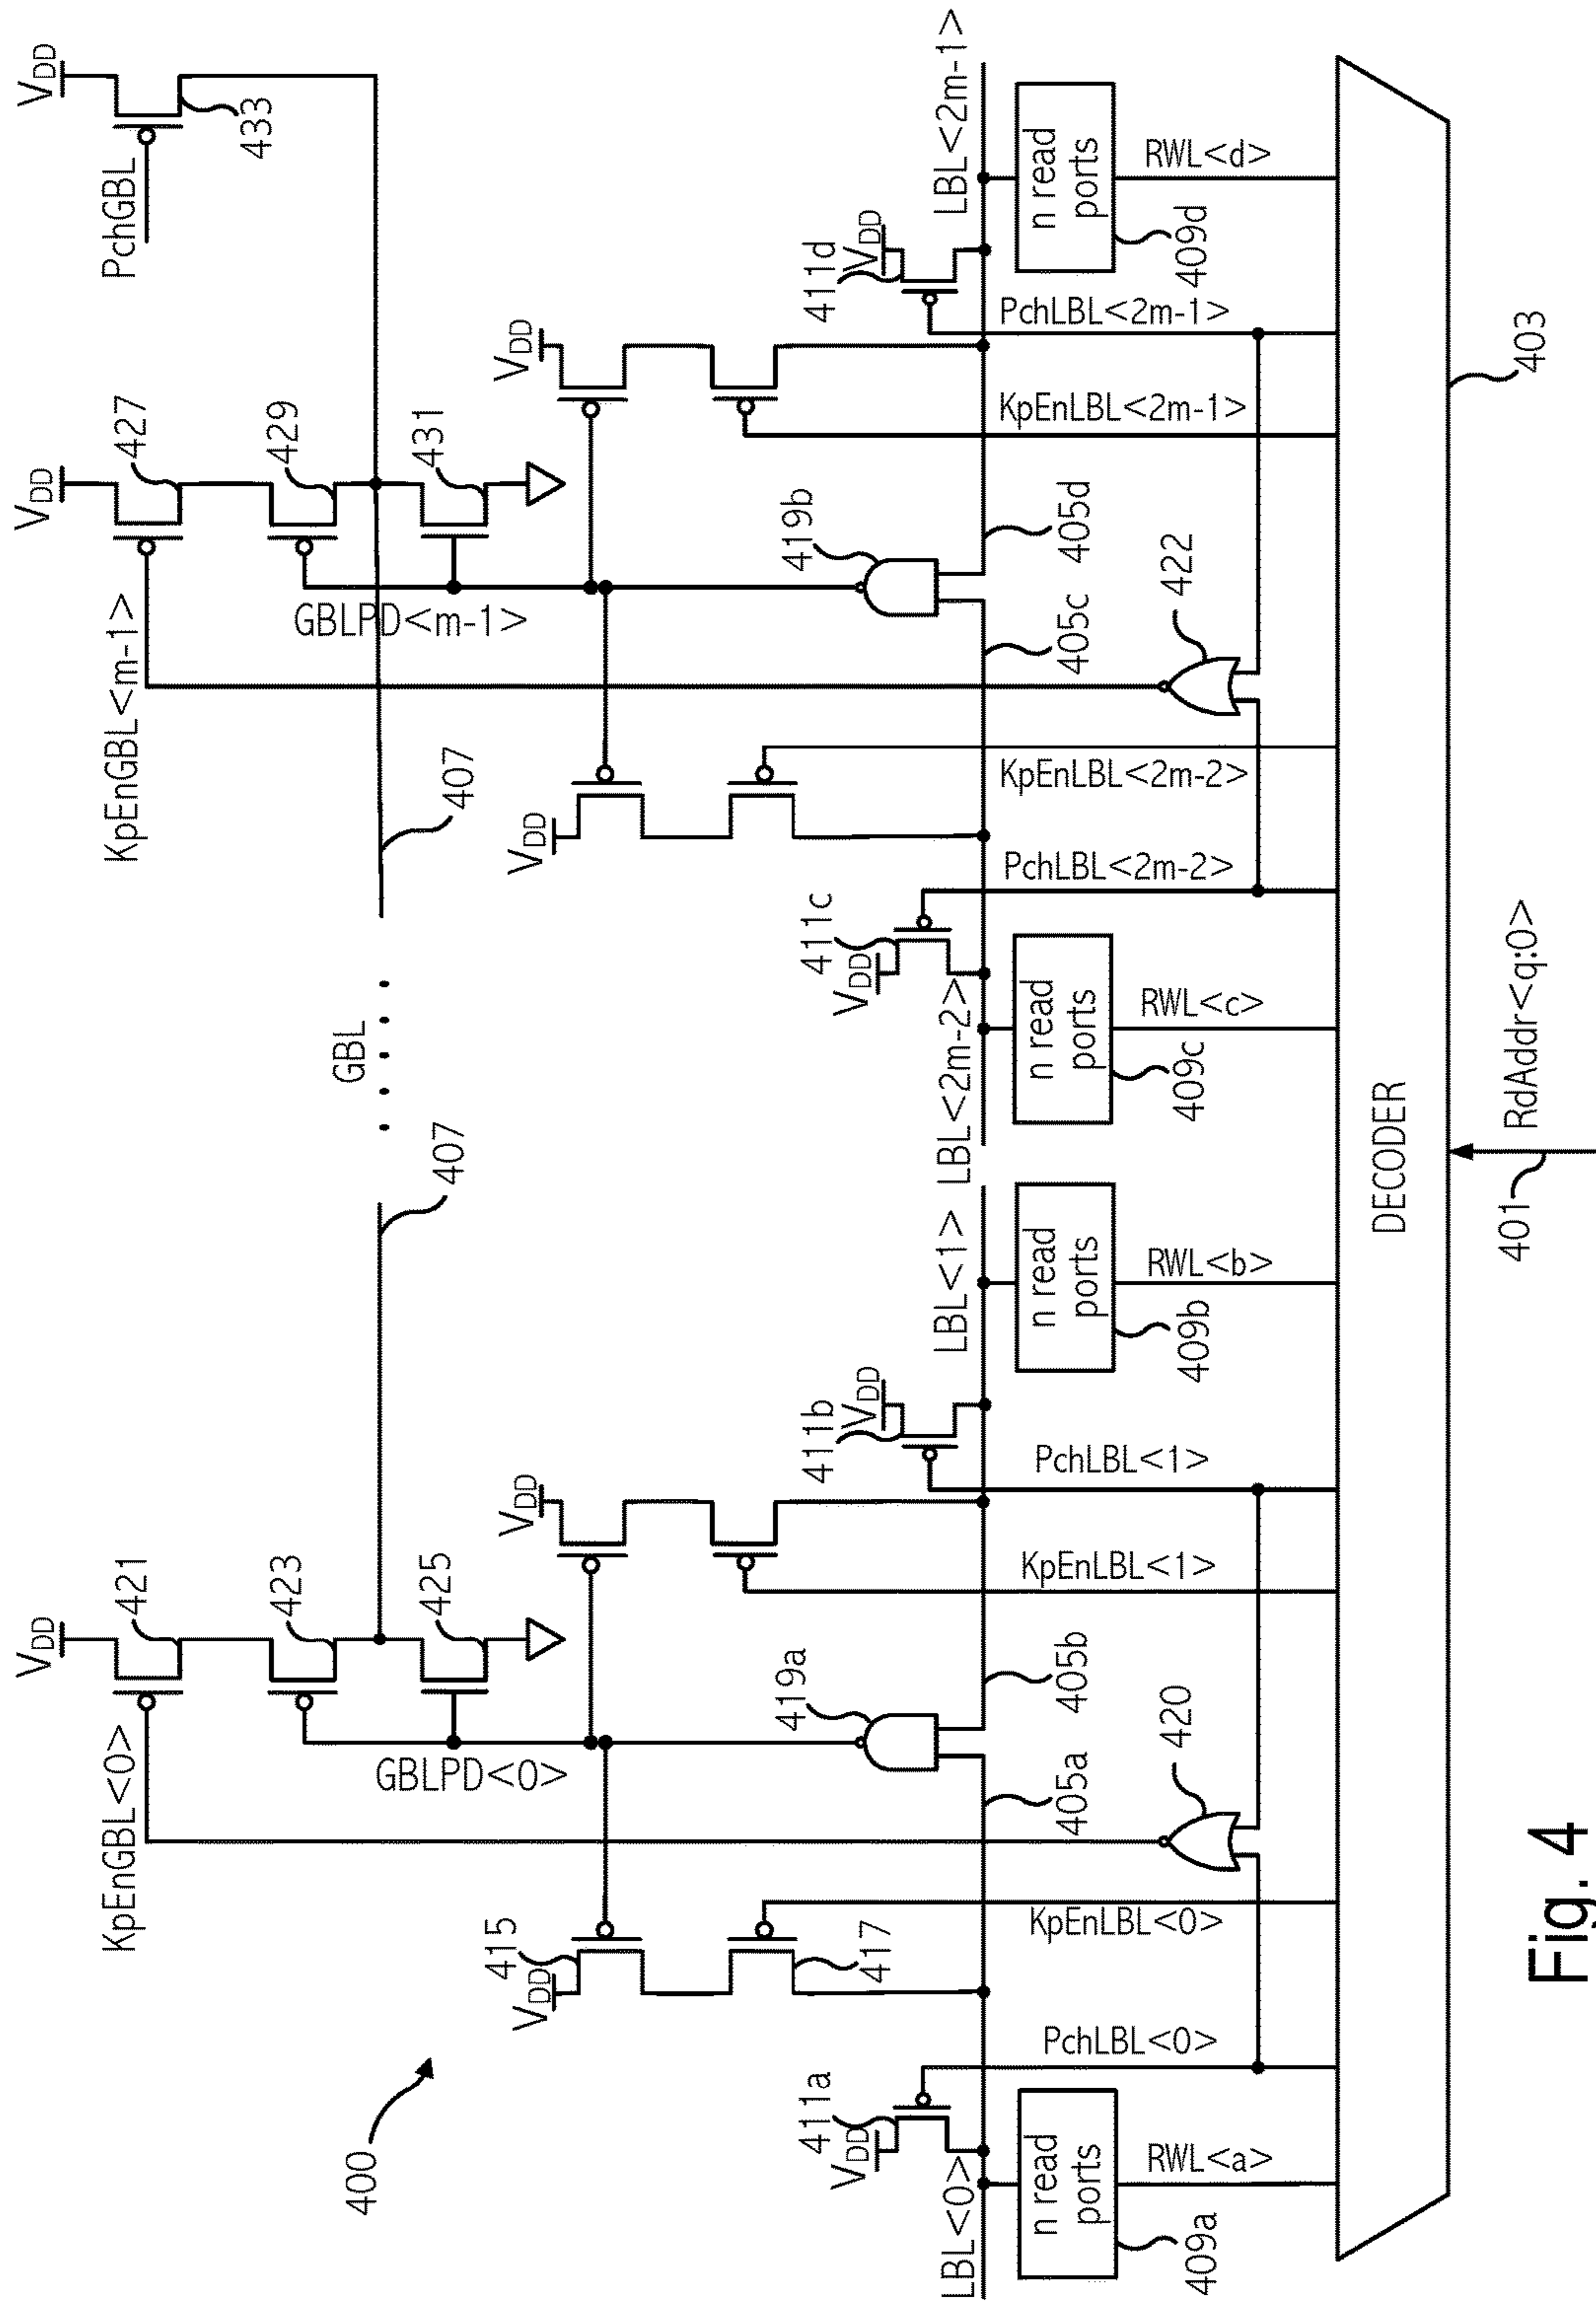 VDD
VDD
VDD
PchGBL
433
KpEnGBL<0>
421
KpEnGBL<m-1>
427
423
429
425
431
407
GBL
407
GBLPD<0>
GBLPD<m-1>
400
VDD
415
VDD
VDD
VDD
417
419a
419b
VDD
411a
VDD
411b
VDD
411c
VDD
411d
LBL<0>
LBL<1>
LBL<2m-2>
LBL<2m-1>
405a
405b
405c
405d
n read
ports
409a
n read
ports
409b
n read
ports
409c
n read
ports
409d
PchLBL<0>
KpEnLBL<0>
KpEnLBL<1>
PchLBL<1>
PchLBL<2m-2>
KpEnLBL<2m-2>
KpEnLBL<2m-1>
PchLBL<2m-1>
RWL<a>
RWL<b>
RWL<c>
RWL<d>
420
422
DECODER
403
401
RdAddr<q:0>
Fig. 4